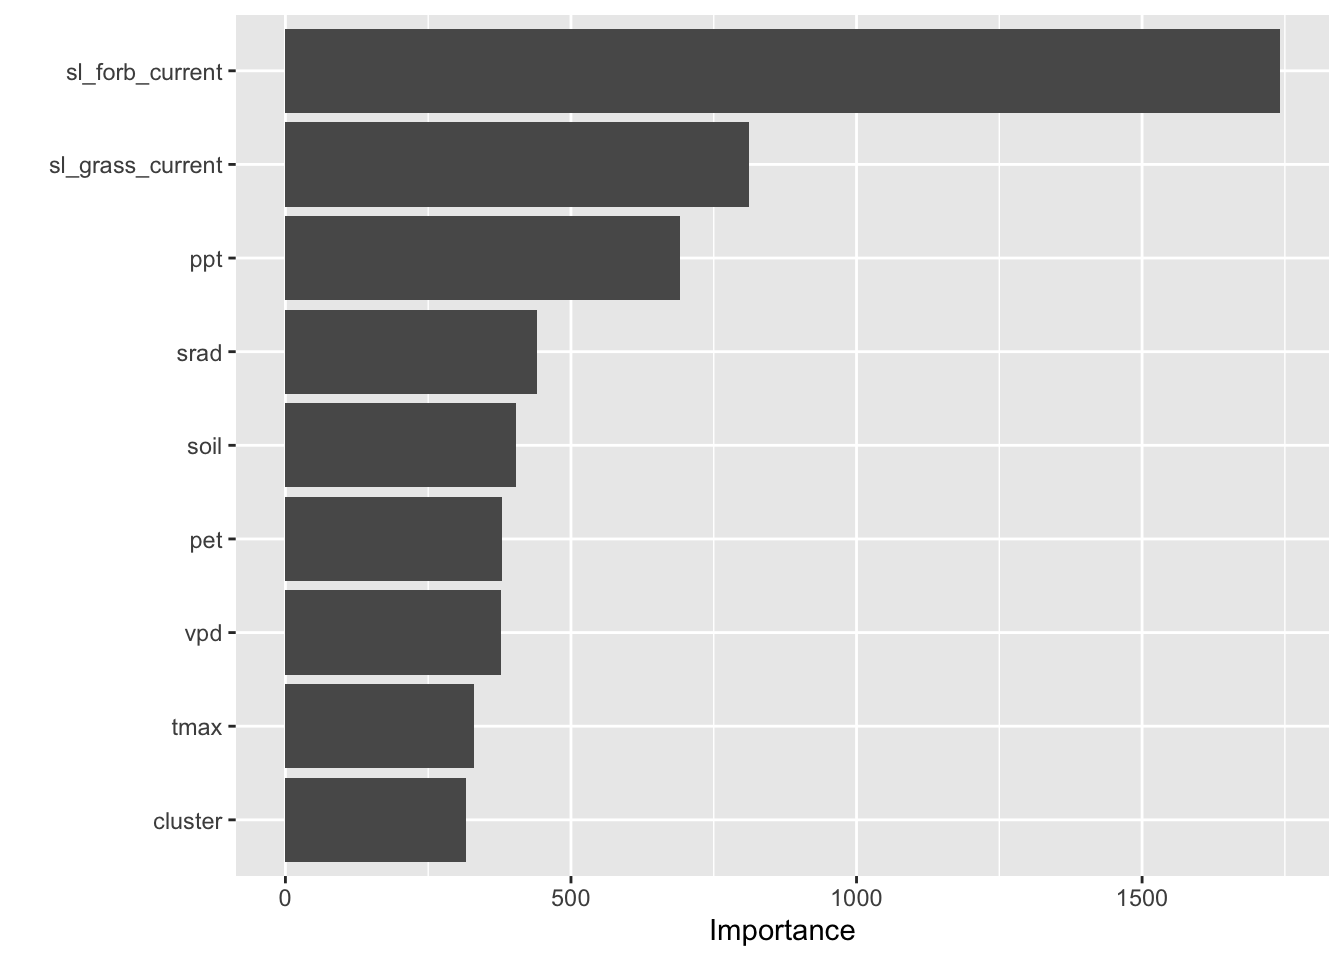 sl_forb_current
sl_grass_current
ppt
srad
soil
pet
vpd
tmax
cluster
0 500 1000 1500
Importance